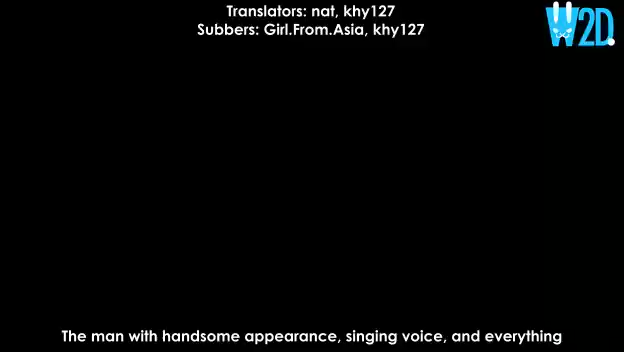 Translators: nat, khy127
Subbers: Girl.From.Asia, khy127
W2D.
The man with handsome appearance, singing voice, and everything